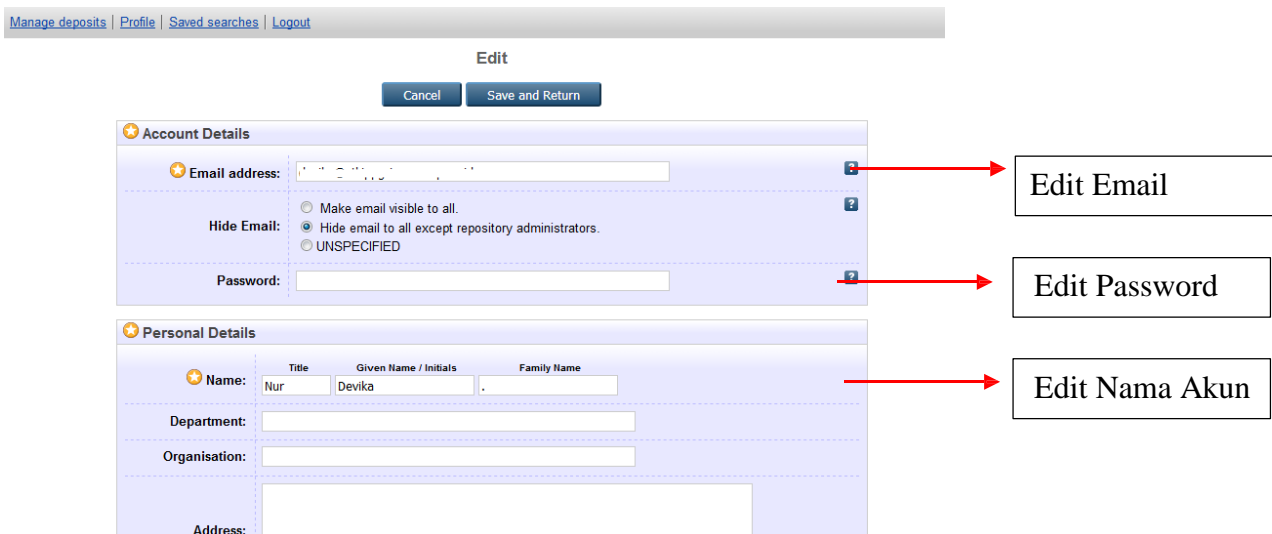 Manage deposits | Profile | Saved searches | Logout
Edit
Cancel Save and Return
Account Details
Email address: ? Edit Email
Hide Email: Make email visible to all. ?
Hide email to all except repository administrators.
UNSPECIFIED
Password: ? Edit Password
Personal Details
Title Given Name / Initials Family Name
Name: Nur Devika . Edit Nama Akun
Department:
Organisation:
Address: